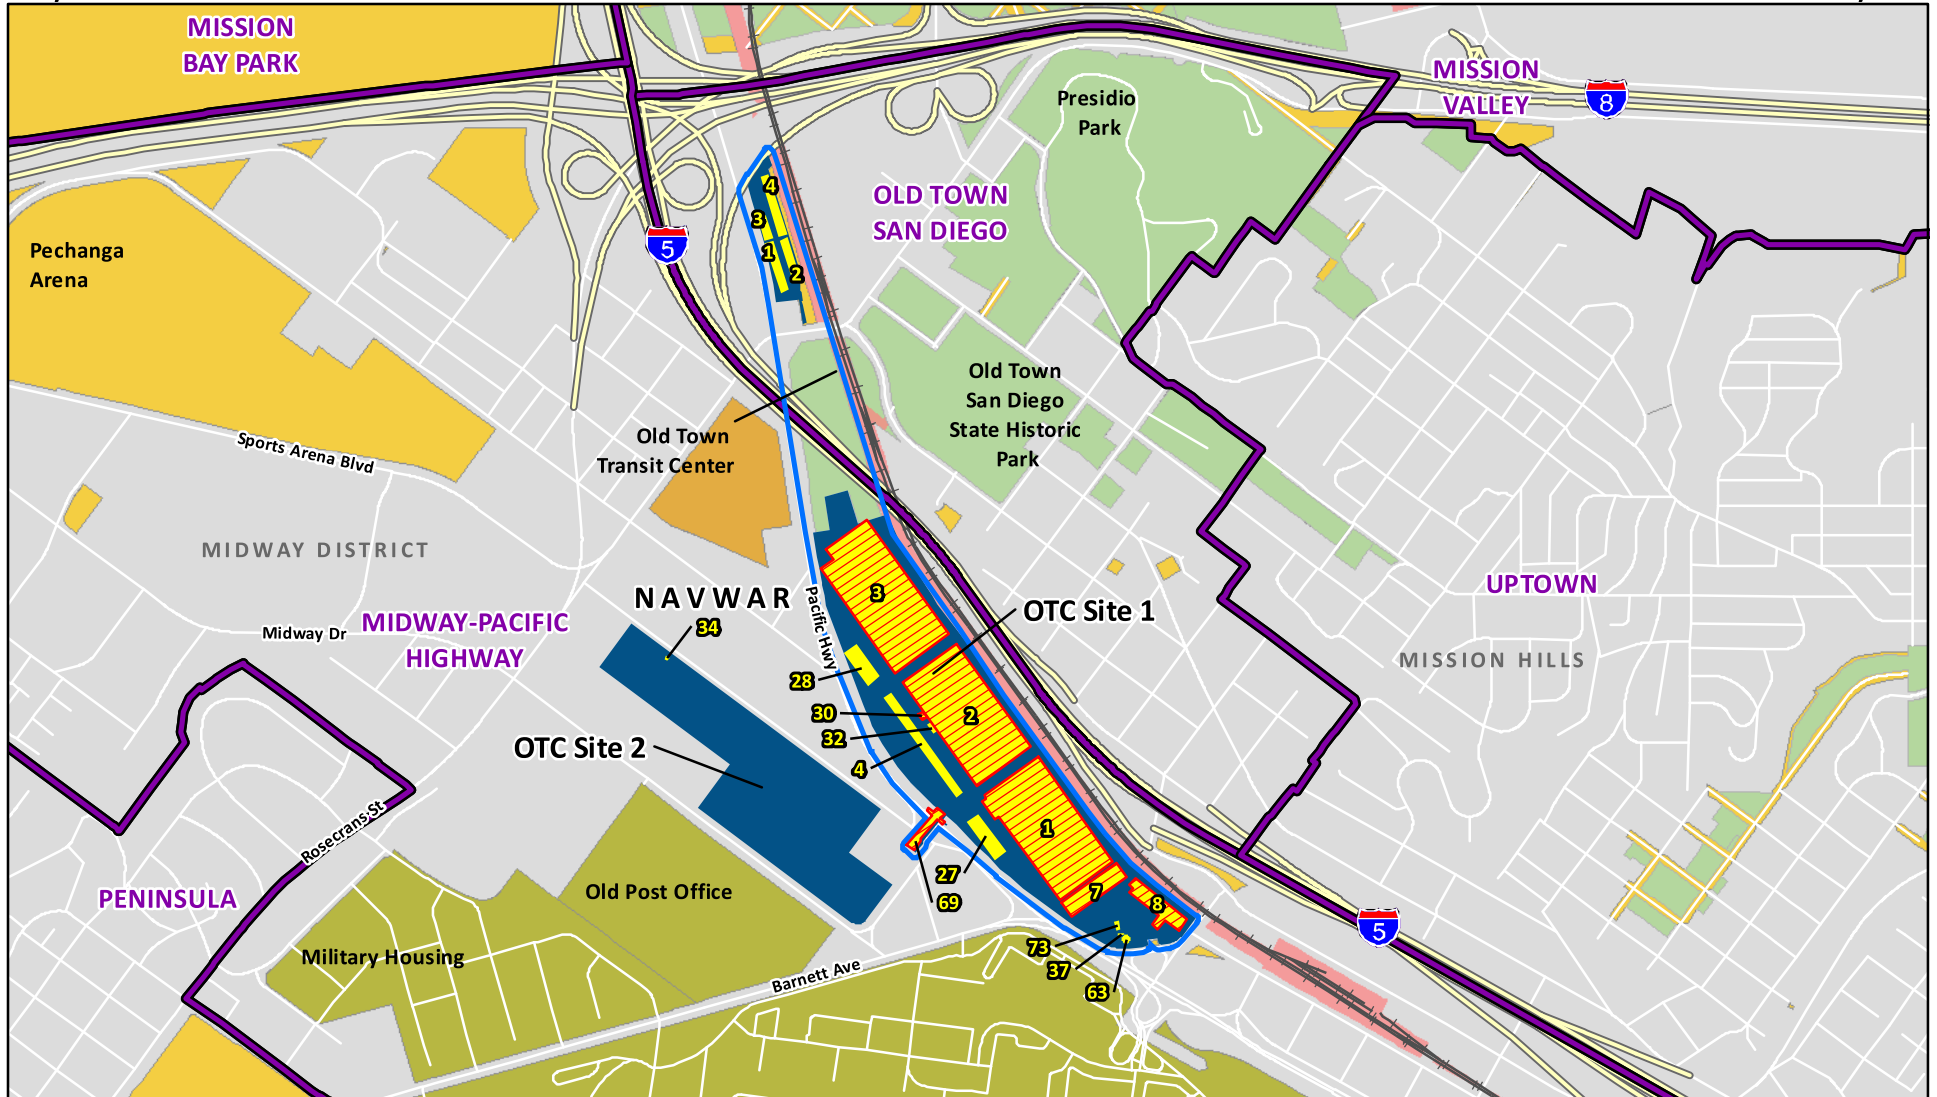 MISSION
BAY PARK
MISSION
VALLEY
8
Presidio
Park
OLD TOWN
SAN DIEGO
4
3
1
2
5
Pechanga
Arena
Old Town
San Diego
State Historic
Park
Old Town
Transit Center
Sports Arena Blvd
MIDWAY DISTRICT
NAVWAR
34
Pacific Hwy
3
OTC Site 1
UPTOWN
MISSION HILLS
Midway Dr
MIDWAY-PACIFIC
HIGHWAY
28
30
32
4
2
OTC Site 2
1
27
69
7
8
Rosecrans St
PENINSULA
Old Post Office
Military Housing
Barnett Ave
73
37
63
5